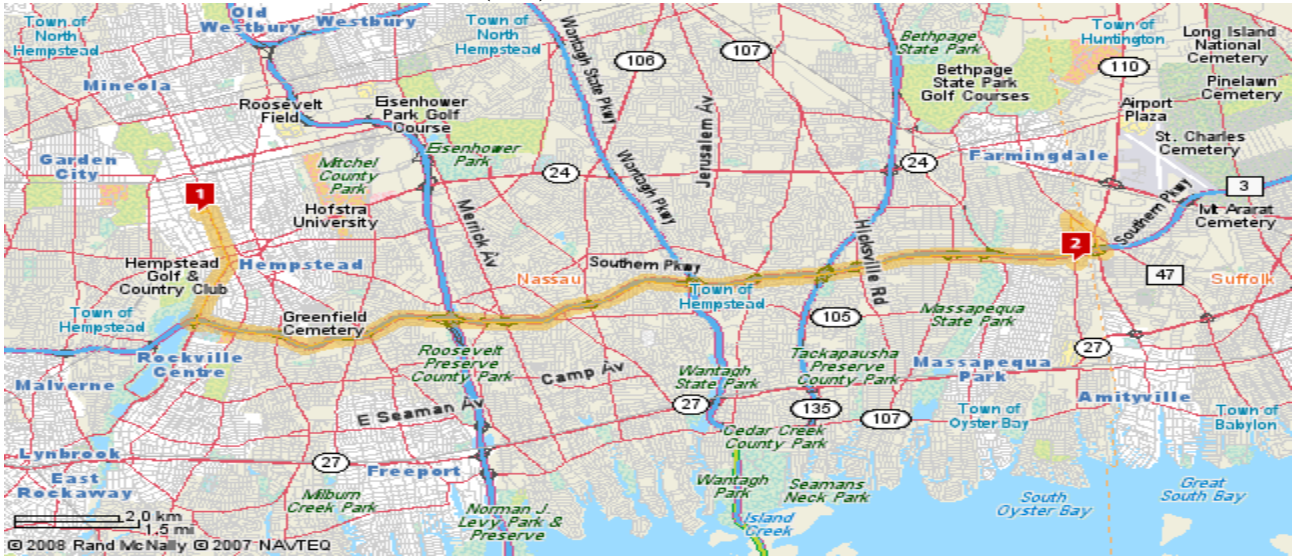 Old
Westbury
Westbury
Town of
North
Hempstead
Town of
North
Hempstead
Wantagh State Pkwy
106
107
Bethpage
State Park
Town of
Huntington
Long Island
National
Cemetery
110
Mineola
Roosevelt
Field
Eisenhower
Park Golf
Course
Eisenhower
Park
Jerusalem Av
Bethpage
State Park
Golf Courses
Airport
Plaza
Pinelawn
Cemetery
St. Charles
Cemetery
Garden
City
1
Mitchel
County
Park
Hofstra
University
Merrick Av
24
Wantagh Pkwy
24
Farmingdale
3
Southern Pkwy
Mt Ararat
Cemetery
Hempstead
Golf &
Country Club
Hempstead
Nassau
Southern Pkwy
Town of
Hempstead
Hicksville Rd
2
47
Suffolk
Town of
Hempstead
Greenfield
Cemetery
105
Massapequa
State Park
27
Rockville
Centre
Malverne
Roosevelt
Preserve
County Park
Camp Av
E Seaman Av
Wantagh
State Park
27
Tackapausha
Preserve
County Park
135
107
Massapequa
Park
Amityville
Town of
Oyster Bay
Town of
Babylon
Lynbrook
East
Rockaway
27
Freeport
Cedar Creek
County Park
Milburn
Creek Park
Norman J.
Levy Park &
Preserve
Wantagh
Park
Seamans
Neck Park
Island
Creek
South
Oyster Bay
Great
South Bay
2.0 km
1.5 mi
© 2008 Rand McNally © 2007 NAVTEQ